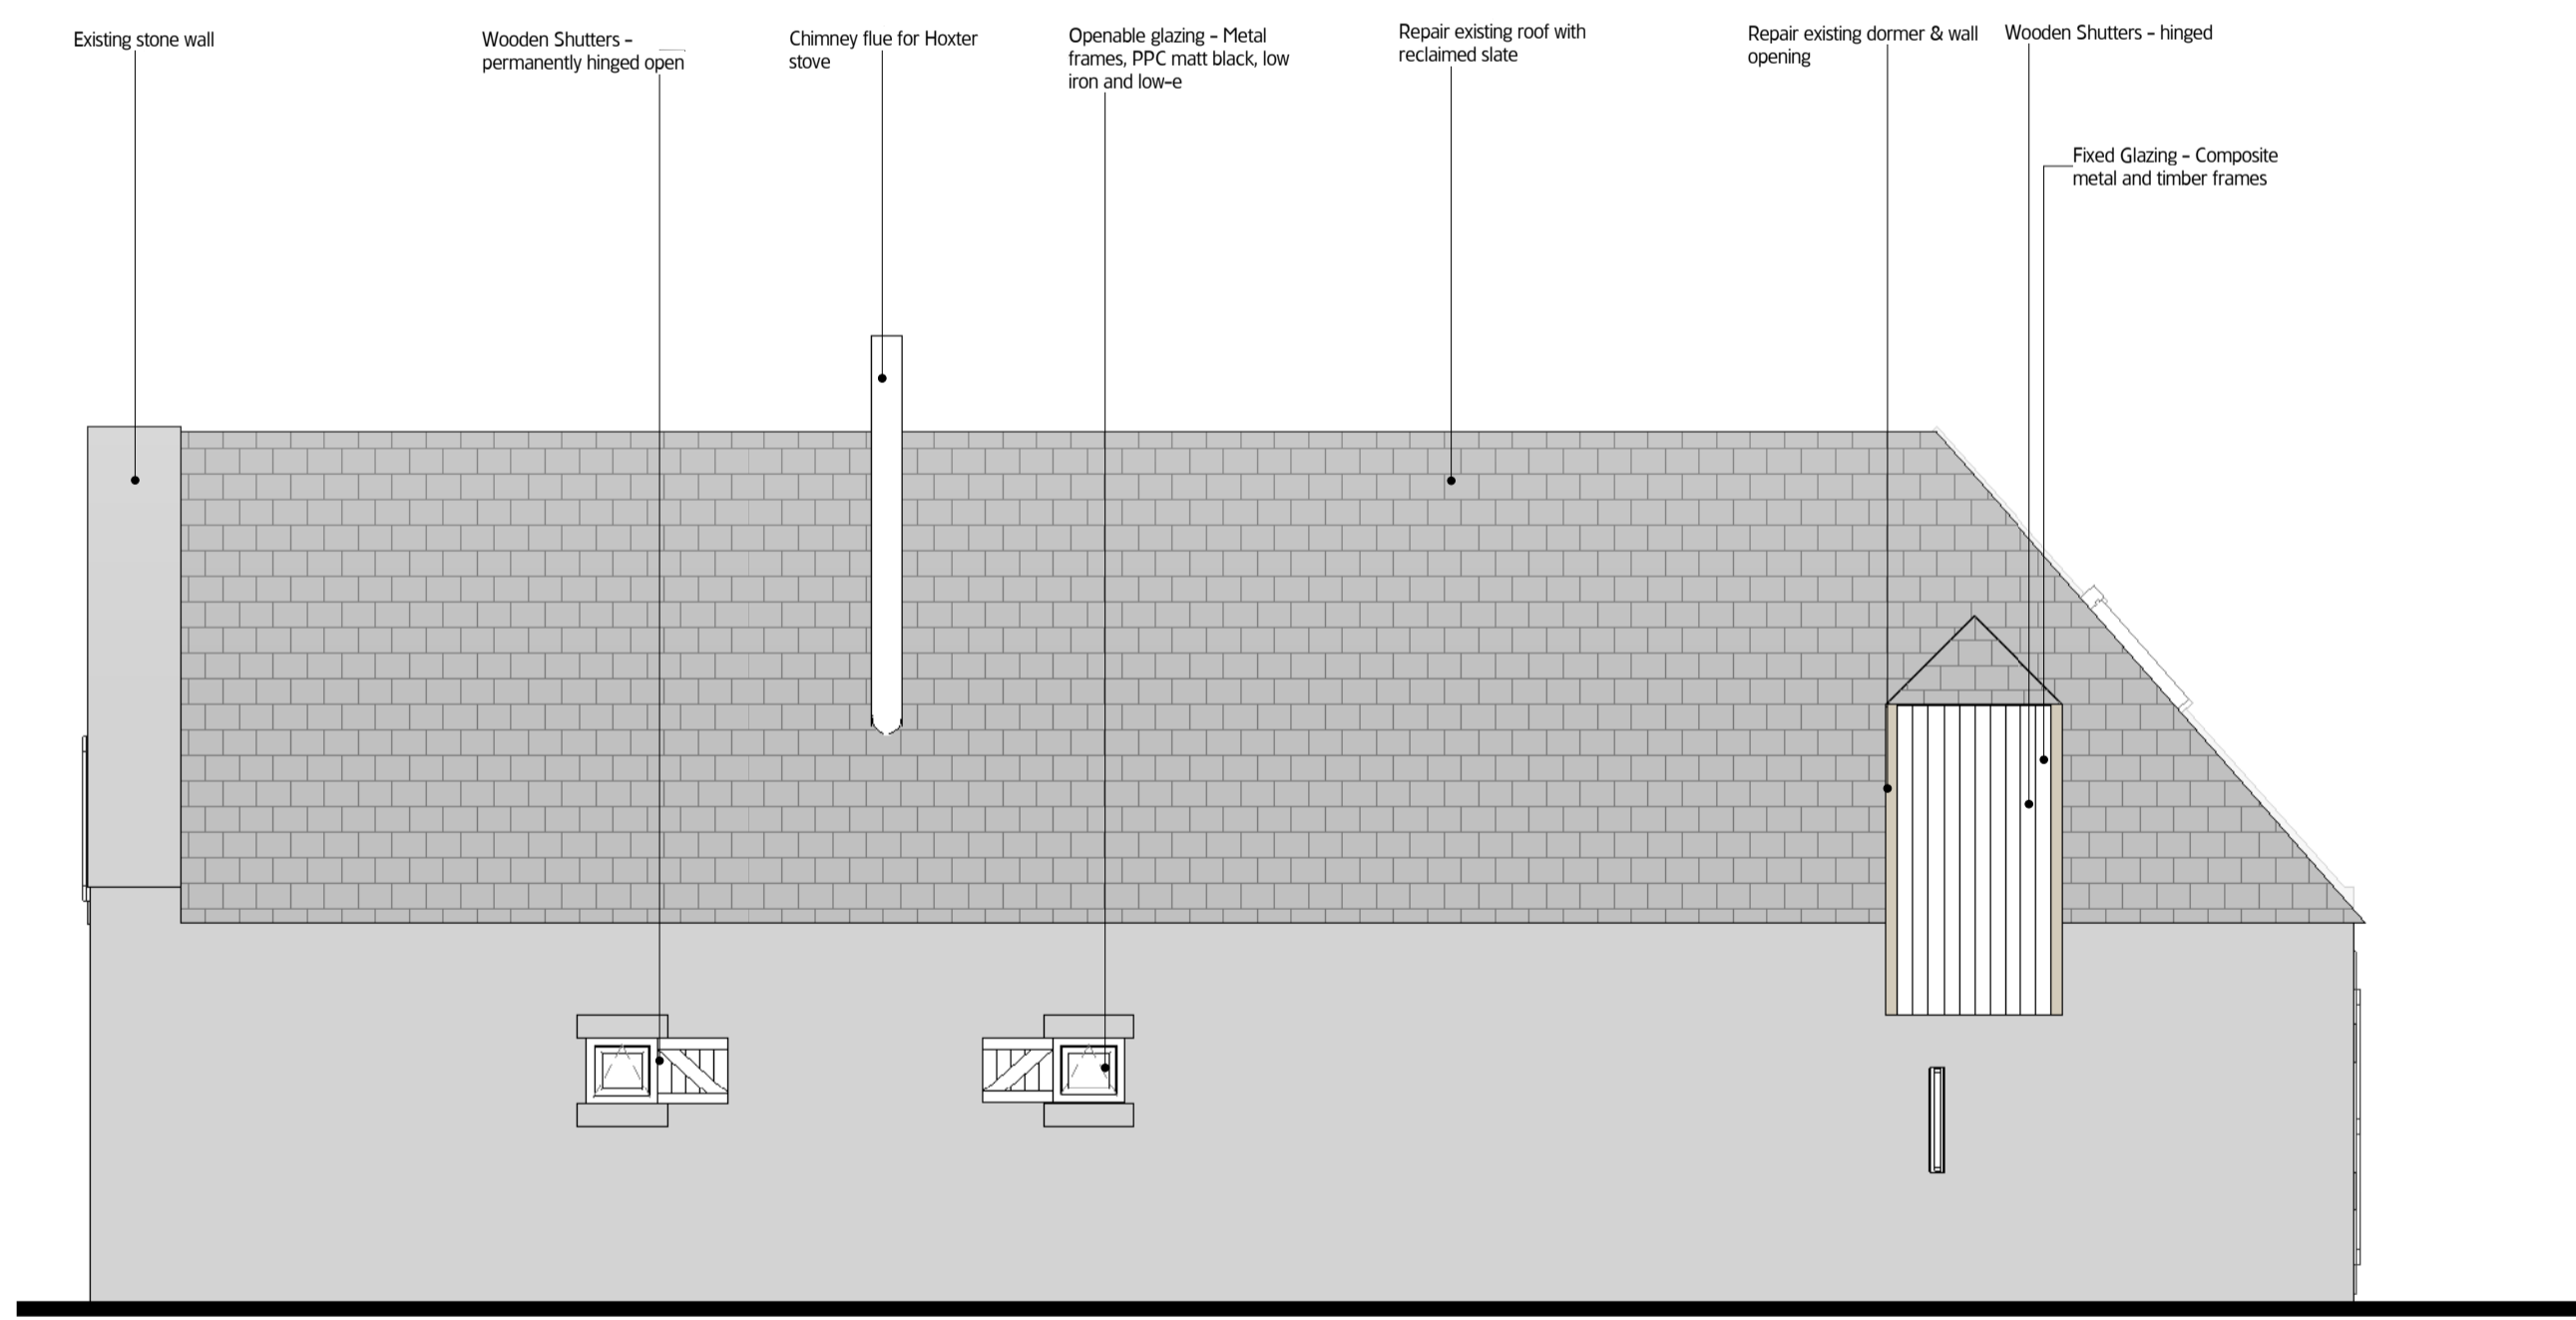 Existing stone wall
Wooden Shutters -
permanently hinged open
Chimney flue for Hoxter
stove
Openable glazing - Metal
frames, PPC matt black, low
iron and low-e
Repair existing roof with
reclaimed slate
Repair existing dormer & wall
opening
Wooden Shutters - hinged
Fixed Glazing - Composite
metal and timber frames